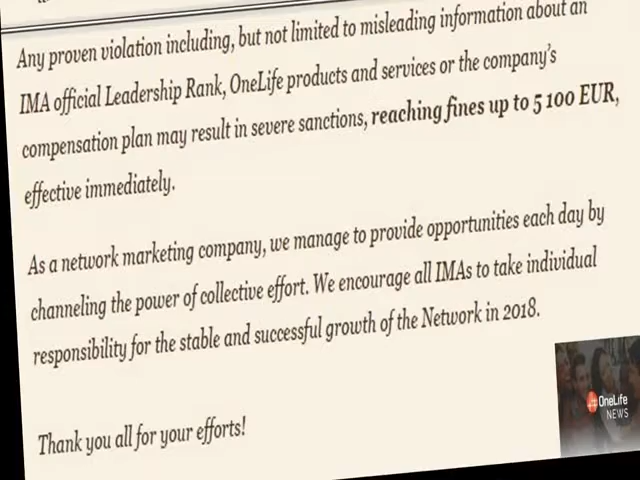 Any proven violation including, but not limited to misleading information about an
IMA official Leadership Rank, OneLife products and services or the company's
compensation plan may result in severe sanctions, reaching fines up to 5 100 EUR,
effective immediately.
As a network marketing company, we manage to provide opportunities each day by
channeling the power of collective effort. We encourage all IMAs to take individual
responsibility for the stable and successful growth of the Network in 2018.
Thank you all for your efforts!
OneLife
NEWS